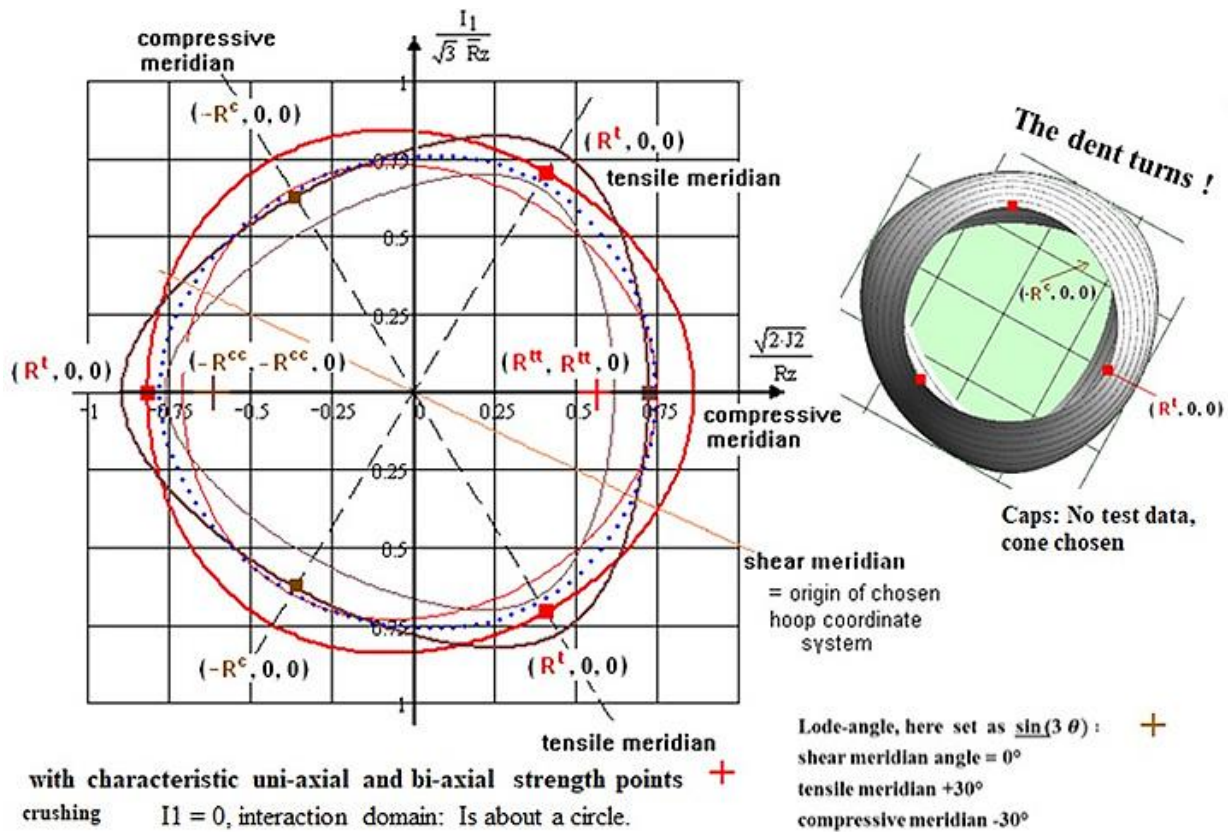 I1
√3 R̄z
compressive
meridian
1
(-Rᶜ, 0, 0)
(Rᵗ, 0, 0)
tensile meridian
The dent turns !
0.5
0.25
(-Rᶜ, 0, 0)
√2·J2
Rz
(Rᵗ, 0, 0)
(-Rᶜᶜ, -Rᶜᶜ, 0)
(Rᵗᵗ, Rᵗᵗ, 0)
-1
-0.75
-0.5
-0.25
0
0.25
0.5
0.75
compressive
meridian
(Rᵗ, 0, 0)
0.25
Caps: No test data,
cone chosen
0.5
shear meridian
= origin of chosen
hoop coordinate
system
0.75
(-Rᶜ, 0, 0)
(Rᵗ, 0, 0)
1
tensile meridian
Lode-angle, here set as sin(3 θ) :
shear meridian angle = 0°
tensile meridian +30°
compressive meridian -30°
with characteristic uni-axial and bi-axial strength points
crushing I1 = 0, interaction domain: Is about a circle.